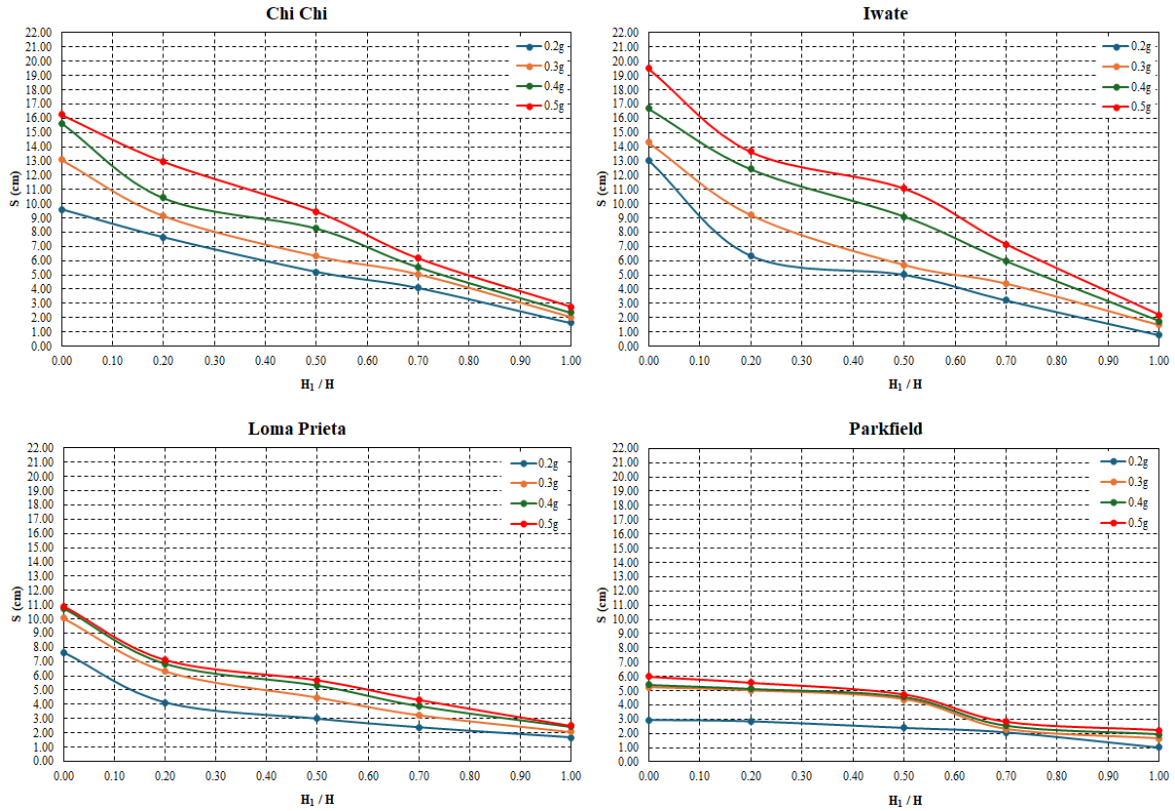 Chi Chi
S (cm)
22.00
21.00
20.00
19.00
18.00
17.00
16.00
15.00
14.00
13.00
12.00
11.00
10.00
9.00
8.00
7.00
6.00
5.00
4.00
3.00
2.00
1.00
0.00
0.2g
0.3g
0.4g
0.5g
0.00 0.10 0.20 0.30 0.40 0.50 0.60 0.70 0.80 0.90 1.00
H₁ / H
Iwate
S (cm)
22.00
21.00
20.00
19.00
18.00
17.00
16.00
15.00
14.00
13.00
12.00
11.00
10.00
9.00
8.00
7.00
6.00
5.00
4.00
3.00
2.00
1.00
0.00
0.2g
0.3g
0.4g
0.5g
0.00 0.10 0.20 0.30 0.40 0.50 0.60 0.70 0.80 0.90 1.00
H₁ / H
Loma Prieta
S (cm)
22.00
21.00
20.00
19.00
18.00
17.00
16.00
15.00
14.00
13.00
12.00
11.00
10.00
9.00
8.00
7.00
6.00
5.00
4.00
3.00
2.00
1.00
0.00
0.2g
0.3g
0.4g
0.5g
0.00 0.10 0.20 0.30 0.40 0.50 0.60 0.70 0.80 0.90 1.00
H₁ / H
Parkfield
S (cm)
22.00
21.00
20.00
19.00
18.00
17.00
16.00
15.00
14.00
13.00
12.00
11.00
10.00
9.00
8.00
7.00
6.00
5.00
4.00
3.00
2.00
1.00
0.00
0.2g
0.3g
0.4g
0.5g
0.00 0.10 0.20 0.30 0.40 0.50 0.60 0.70 0.80 0.90 1.00
H₁ / H